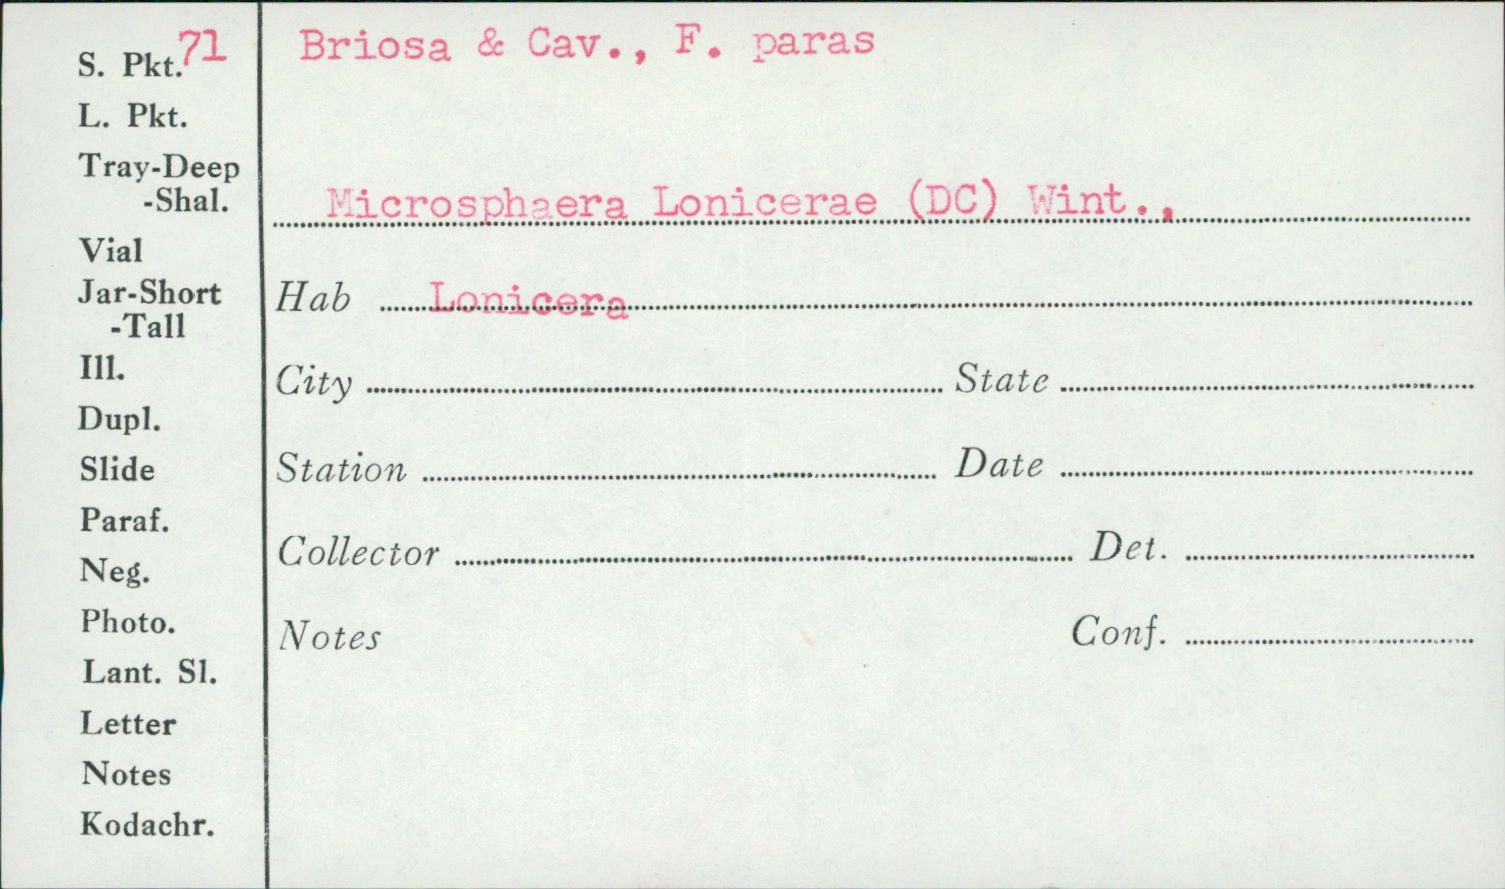 S. Pkt. 71
L. Pkt.
Tray-Deep
-Shal.
Vial
Jar-Short
-Tall
Ill.
Dupl.
Slide
Paraf.
Neg.
Photo.
Lant. Sl.
Letter
Notes
Kodachr.
Briosa & Cav., F. paras
Microsphaera Lonicerae (DC) Wint.,
Hab Lonicera
City State
Station Date
Collector Det.
Notes Conf.